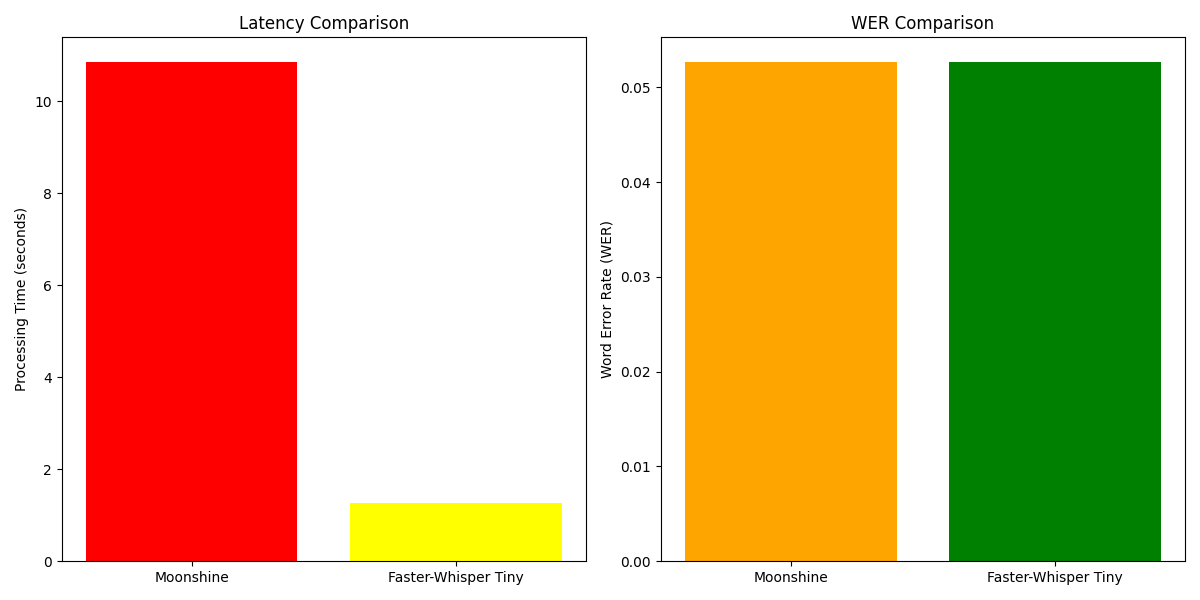 Latency Comparison
Processing Time (seconds)
10
8
6
4
2
0
Moonshine
Faster-Whisper Tiny
WER Comparison
Word Error Rate (WER)
0.05
0.04
0.03
0.02
0.01
0.00
Moonshine
Faster-Whisper Tiny